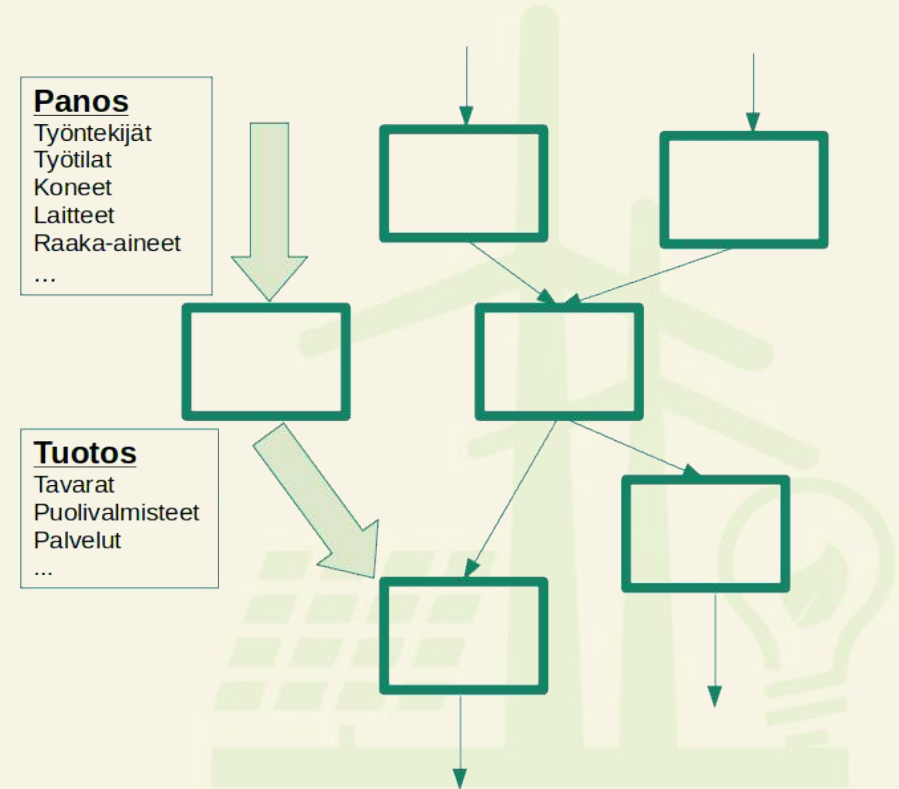 Panos
Työntekijät
Työtilat
Koneet
Laitteet
Raaka-aineet
...
Tuotos
Tavarat
Puolivalmisteet
Palvelut
...